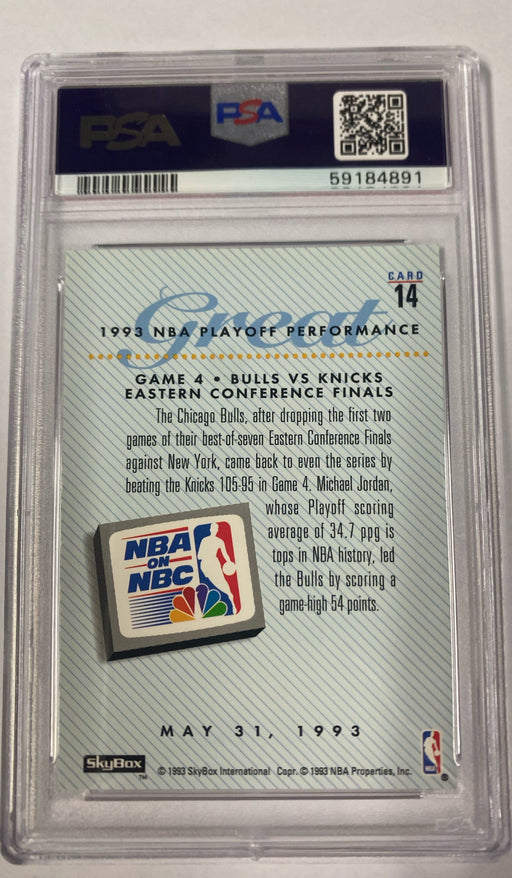 PSA
PSA
59184891
CARD
14
Great
1993 NBA PLAYOFF PERFORMANCE
GAME 4 • BULLS VS KNICKS
EASTERN CONFERENCE FINALS
The Chicago Bulls, after dropping the first two
games of their best-of-seven Eastern Conference Finals
against New York, came back to even the series by
beating the Knicks 105-95 in Game 4. Michael Jordan,
whose Playoff scoring
average of 34.7 ppg is
tops in NBA history, led
the Bulls by scoring a
game-high 54 points.
NBA
ON
NBC
MAY 31, 1993
SkyBox™
© 1993 SkyBox International Copr. © 1993 NBA Properties, Inc.
NBA
®